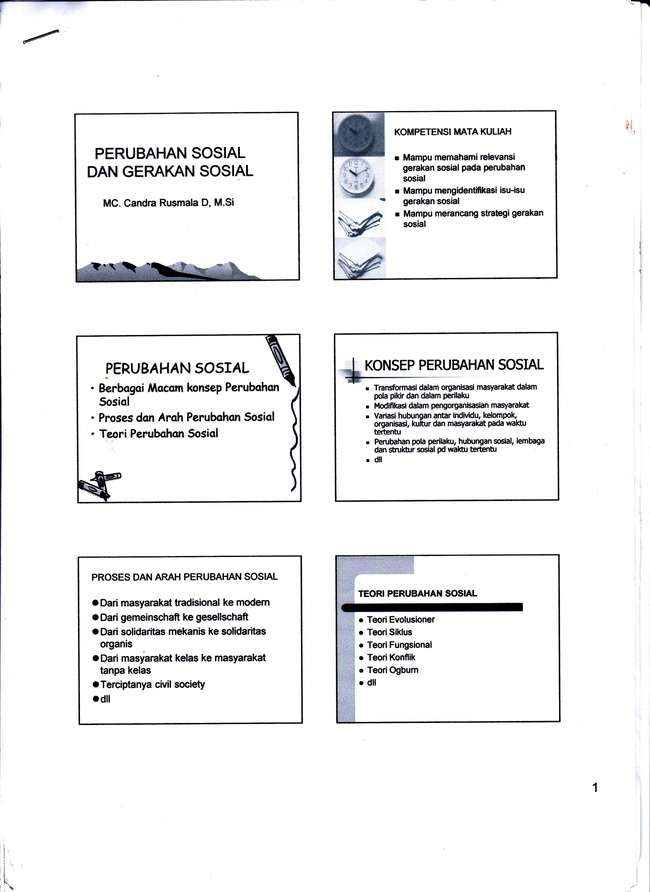 PERUBAHAN SOSIAL
DAN GERAKAN SOSIAL
MC. Candra Rusmala D, M.Si
KOMPETENSI MATA KULIAH
■ Mampu memahami relevansi
gerakan sosial pada perubahan
sosial
■ Mampu mengidentifikasi isu-isu
gerakan sosial
■ Mampu merancang strategi gerakan
sosial
PERUBAHAN SOSIAL
• Berbagai Macam konsep Perubahan
Sosial
• Proses dan Arah Perubahan Sosial
• Teori Perubahan Sosial
KONSEP PERUBAHAN SOSIAL
■ Transformasi dalam organisasi masyarakat dalam
pola pikir dan dalam perilaku
■ Modifikasi dalam pengorganisasian masyarakat
■ Variasi hubungan antar individu, kelompok,
organisasi, kultur dan masyarakat pada waktu
tertentu
■ Perubahan pola perilaku, hubungan sosial, lembaga
dan struktur sosial pd waktu tertentu
■ dll
PROSES DAN ARAH PERUBAHAN SOSIAL
● Dari masyarakat tradisional ke modern
● Dari gemeinschaft ke gesellschaft
● Dari solidaritas mekanis ke solidaritas
organis
● Dari masyarakat kelas ke masyarakat
tanpa kelas
● Terciptanya civil society
● dll
TEORI PERUBAHAN SOSIAL
● Teori Evolusioner
● Teori Siklus
● Teori Fungsional
● Teori Konflik
● Teori Ogburn
● dll
1